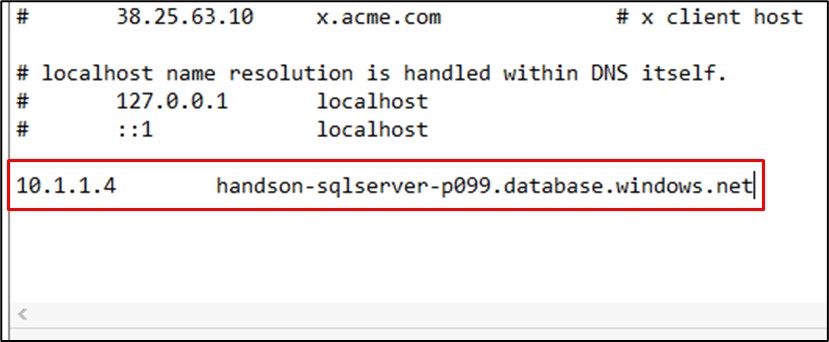 #       38.25.63.10     x.acme.com              # x client host
# localhost name resolution is handled within DNS itself.
#       127.0.0.1       localhost
#       ::1             localhost
10.1.1.4        handson-sqlserver-p099.database.windows.net